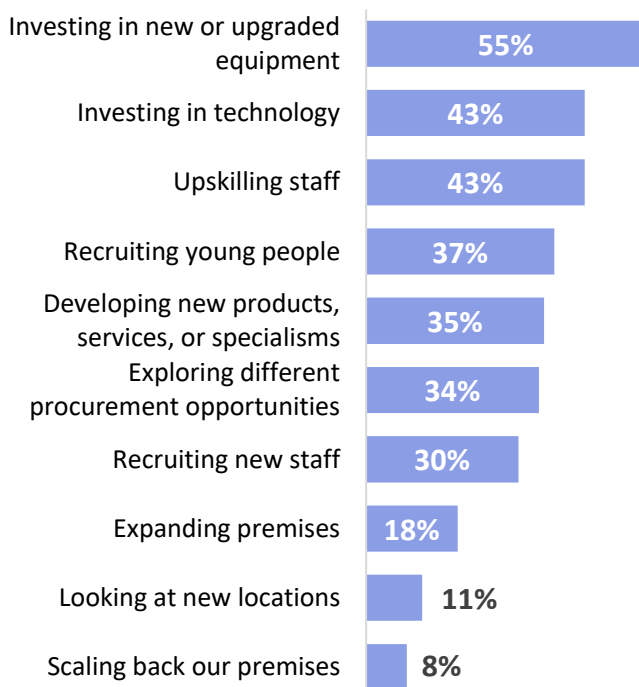 Investing in new or upgraded
equipment
55%
Investing in technology
43%
Upskilling staff
43%
Recruiting young people
37%
Developing new products,
services, or specialisms
35%
Exploring different
procurement opportunities
34%
Recruiting new staff
30%
Expanding premises
18%
Looking at new locations
11%
Scaling back our premises
8%